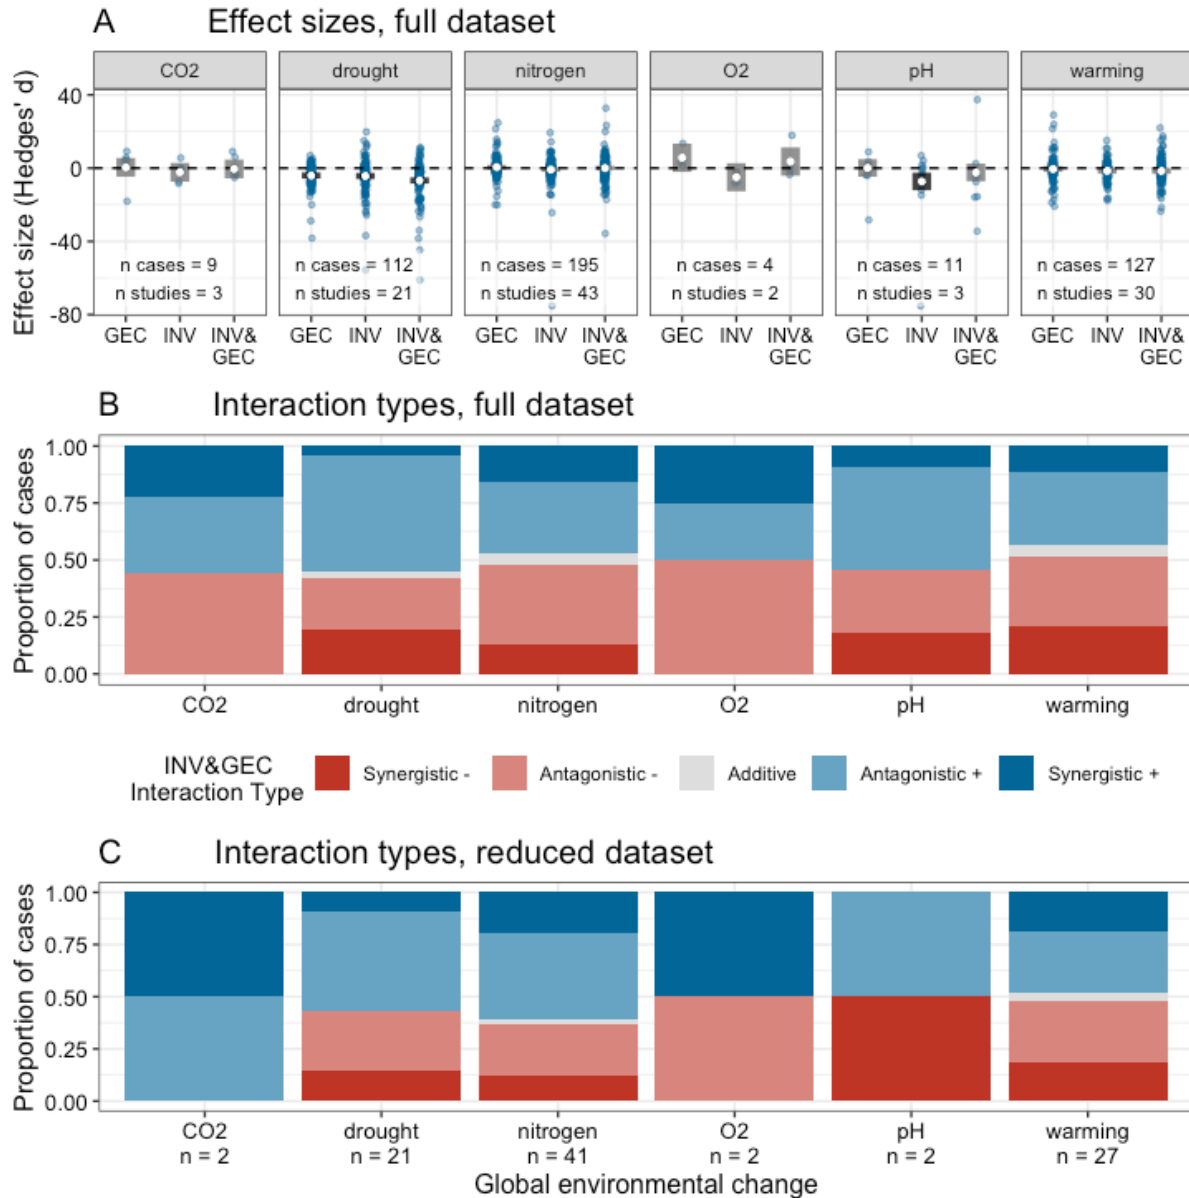 A Effect sizes, full dataset
CO2 drought nitrogen O2 pH warming
Effect size (Hedges' d)
40
0
-40
-80
n cases = 9 n cases = 112 n cases = 195 n cases = 4 n cases = 11 n cases = 127
n studies = 3 n studies = 21 n studies = 43 n studies = 2 n studies = 3 n studies = 30
GEC INV INV& GEC INV INV& GEC INV INV& GEC INV INV& GEC INV INV& GEC INV INV&
GEC GEC GEC GEC GEC GEC
B Interaction types, full dataset
Proportion of cases
1.00
0.75
0.50
0.25
0.00
CO2 drought nitrogen O2 pH warming
INV&GEC
Interaction Type
Synergistic - Antagonistic - Additive Antagonistic + Synergistic +
C Interaction types, reduced dataset
Proportion of cases
1.00
0.75
0.50
0.25
0.00
CO2 drought nitrogen O2 pH warming
n = 2 n = 21 n = 41 n = 2 n = 2 n = 27
Global environmental change